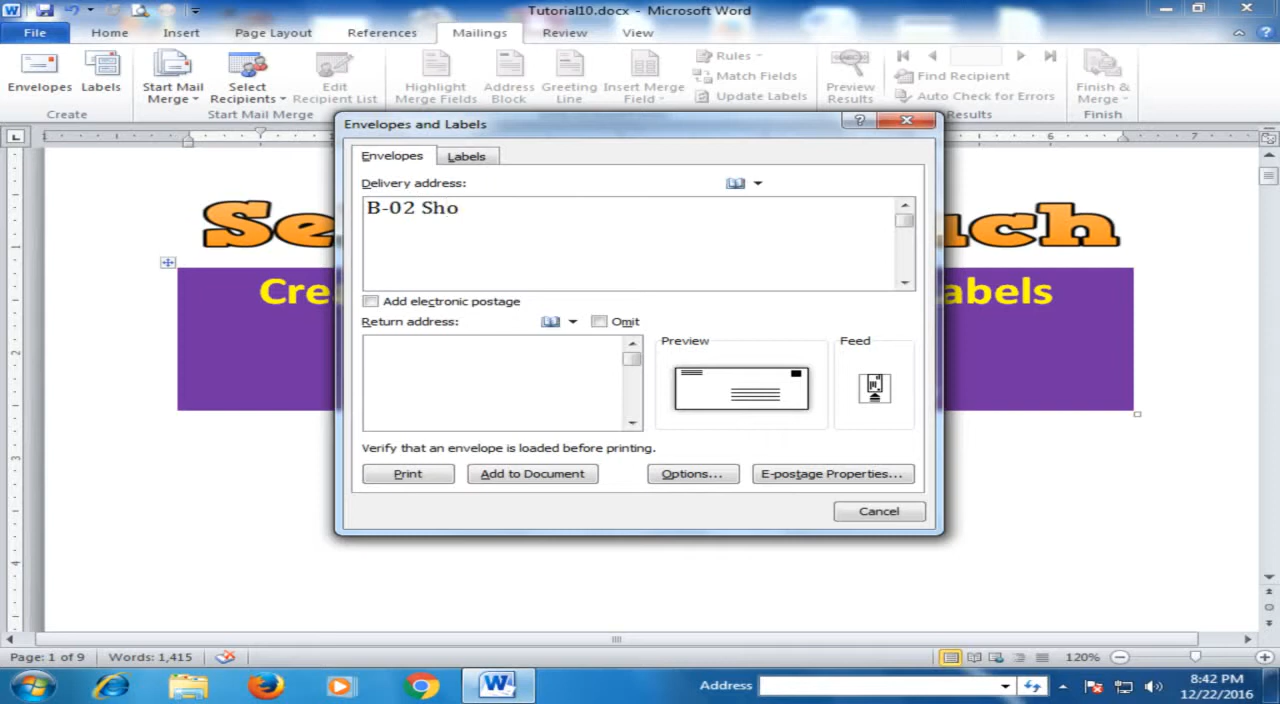 Tutorial10.docx - Microsoft Word
File Home Insert Page Layout References Mailings Review View
Envelopes Labels Start Mail Merge Select Recipients Edit Recipient List Highlight Merge Fields Address Block Greeting Line Insert Merge Field Rules Match Fields Update Labels Preview Results Find Recipient Auto Check for Errors Finish & Merge
Create Start Mail Merge Results Finish
Envelopes and Labels
Envelopes Labels
Delivery address:
B-02 Sho
Add electronic postage
Return address: Omit
Preview Feed
Verify that an envelope is loaded before printing.
Print Add to Document Options... E-postage Properties...
Cancel
Page: 1 of 9 Words: 1,415 120%
Address 8:42 PM
12/22/2016